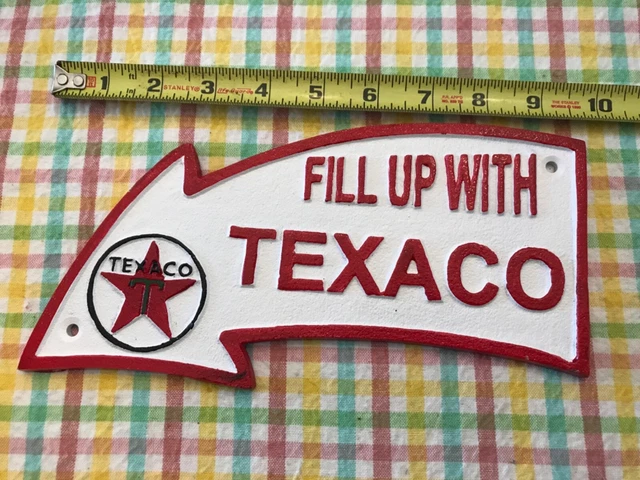 1 2 3 4 5 6 7 8 9 10
STANLEY
FILL UP WITH
TEXACO
TEXACO
T